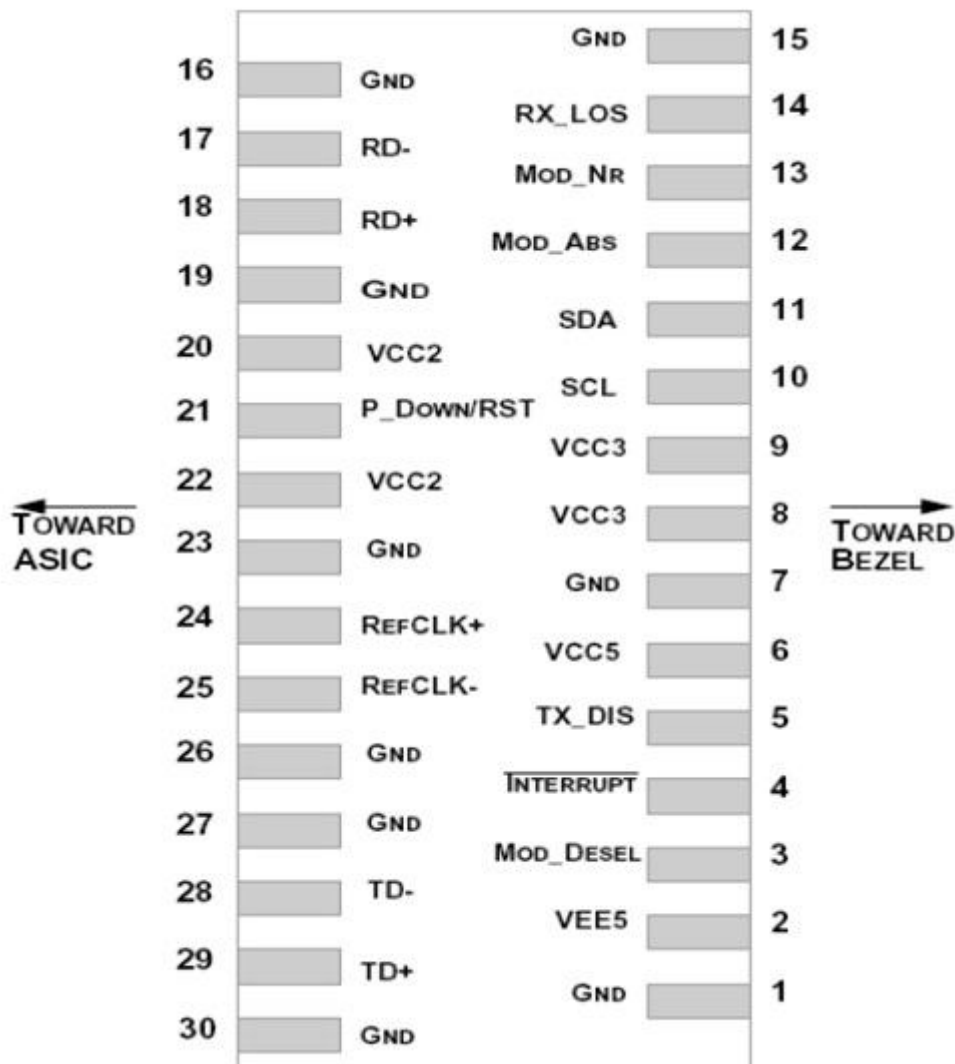 GND 15
16 GND
RX_LOS 14
17 RD-
MOD_NR 13
18 RD+
MOD_ABS 12
19 GND
SDA 11
20 VCC2
SCL 10
21 P_DOWN/RST
VCC3 9
22 VCC2
VCC3 8
TOWARD
ASIC
TOWARD
BEZEL
23 GND
GND 7
24 REFCLK+
VCC5 6
25 REFCLK-
TX_DIS 5
26 GND
INTERRUPT 4
27 GND
MOD_DESEL 3
28 TD-
VEE5 2
29 TD+
GND 1
30 GND